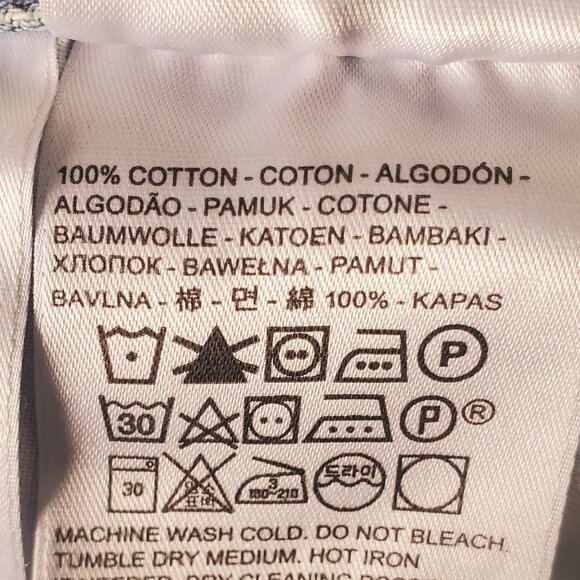 100% COTTON - COTON - ALGODÓN -
ALGODÃO - PAMUK - COTONE -
BAUMWOLLE - KATOEN - BAMBAKI -
ХЛОПОК - BAWEŁNA - PAMUT -
BAVLNA - 棉 - 면 - 綿 100% - KAPAS
P
30 P®
30 3 180~210 드라이
MACHINE WASH COLD. DO NOT BLEACH.
TUMBLE DRY MEDIUM. HOT IRON